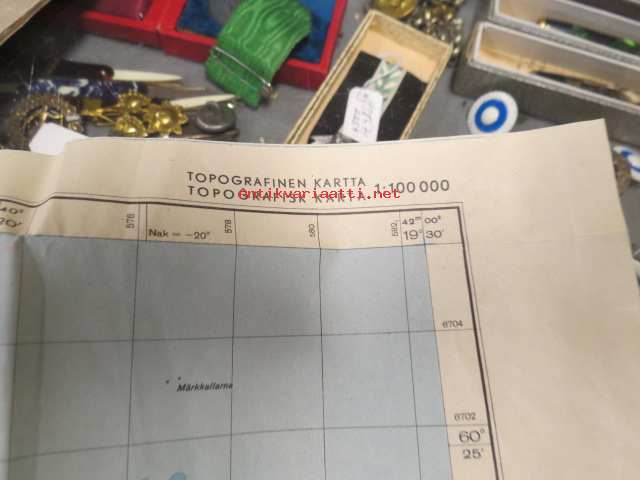 TOPOGRAFINEN KARTTA 1:100 000
TOPOGRAFISK KARTA
antikvariaatti.net
40° 576 578 580 582 42ᵐ 00ˢ
20' Nak = -20° 19° 30'
6704
Märkkallarne
6702
60°
25'